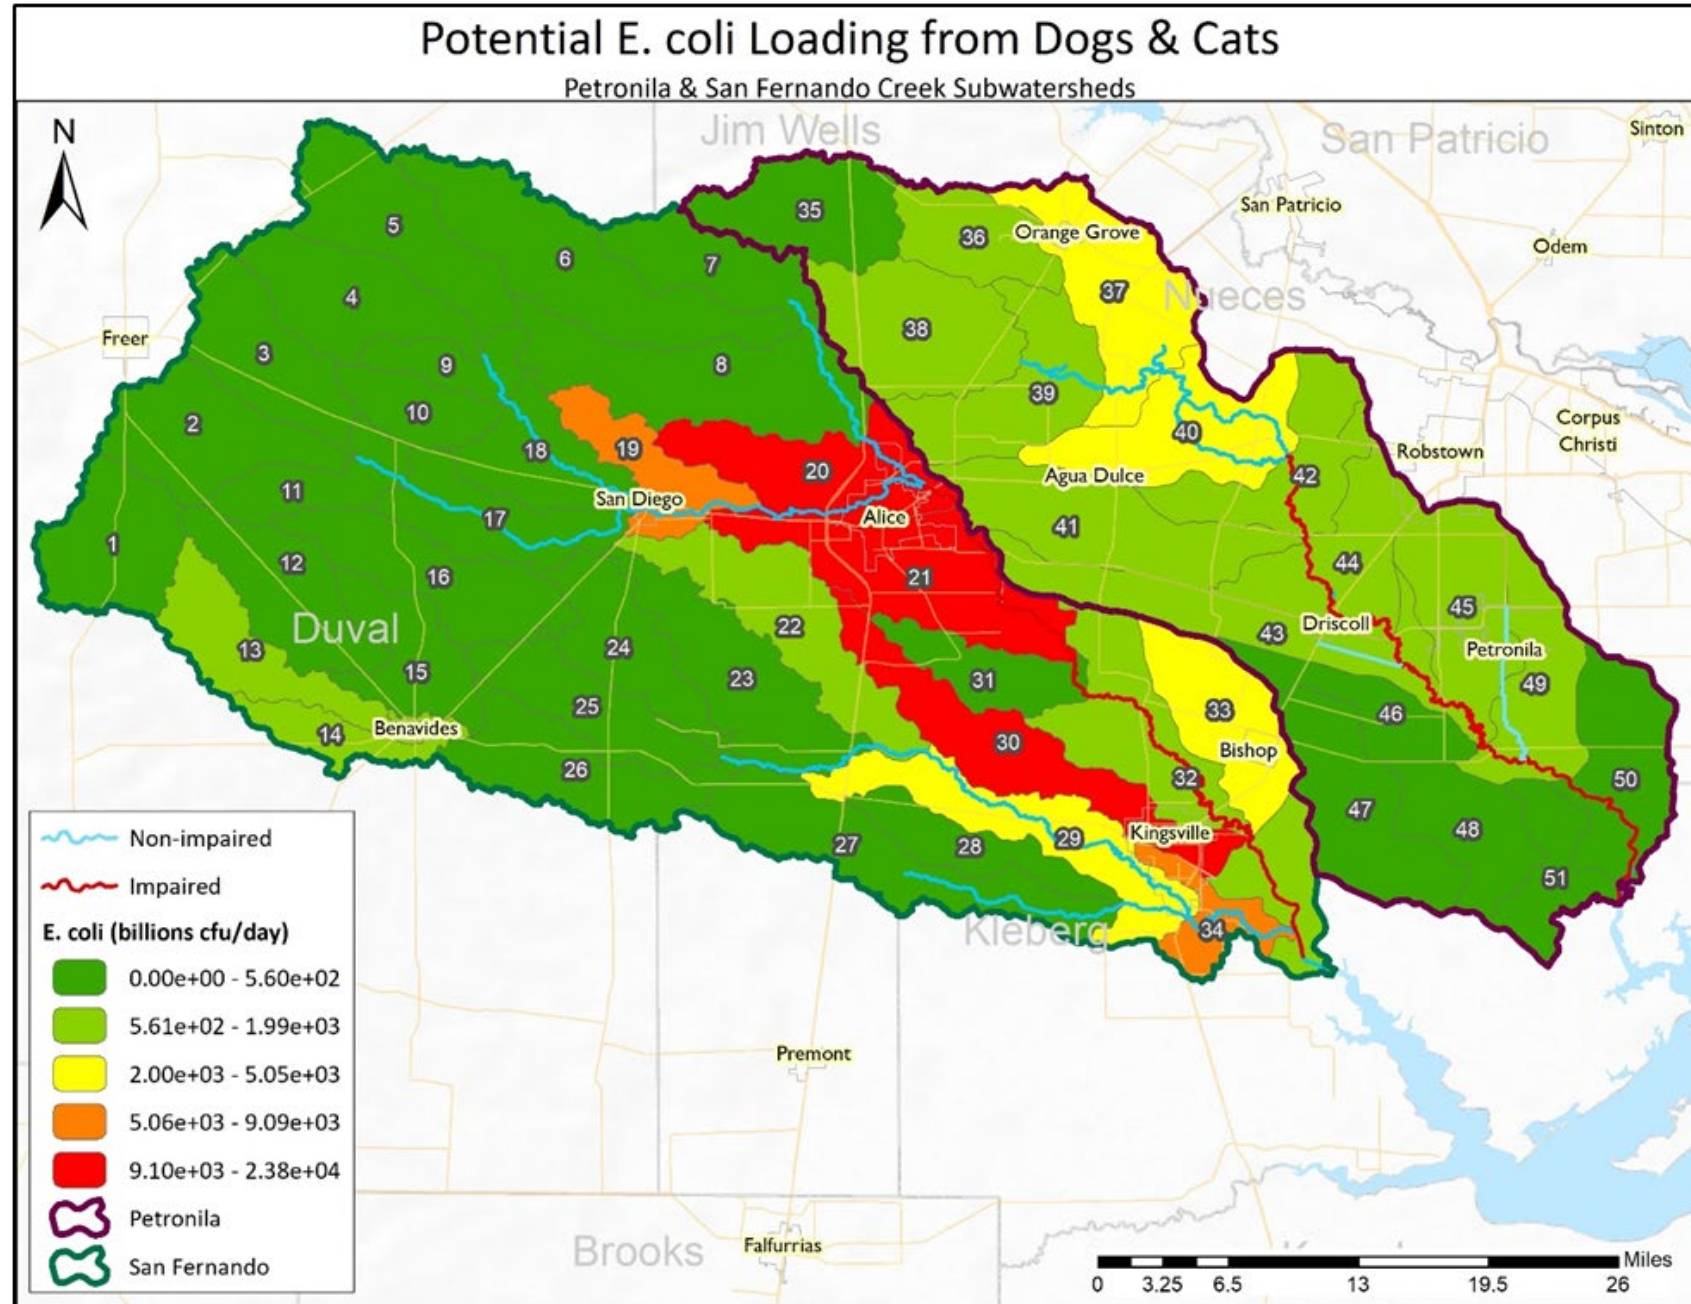 Potential E. coli Loading from Dogs & Cats
Petronila & San Fernando Creek Subwatersheds
N
Jim Wells
San Patricio
Sinton
San Patricio
Odem
Nueces
Orange Grove
Freer
Corpus
Christi
Robstown
Agua Dulce
San Diego
Alice
Duval
Driscoll
Petronila
Benavides
Bishop
Kingsville
Kleberg
Premont
Brooks
Falfurrias
1
2
3
4
5
6
7
8
9
10
11
12
13
14
15
16
17
18
19
20
21
22
23
24
25
26
27
28
29
30
31
32
33
34
35
36
37
38
39
40
41
42
43
44
45
46
47
48
49
50
51
Non-impaired
Impaired
E. coli (billions cfu/day)
0.00e+00 - 5.60e+02
5.61e+02 - 1.99e+03
2.00e+03 - 5.05e+03
5.06e+03 - 9.09e+03
9.10e+03 - 2.38e+04
Petronila
San Fernando
Miles
0 3.25 6.5 13 19.5 26